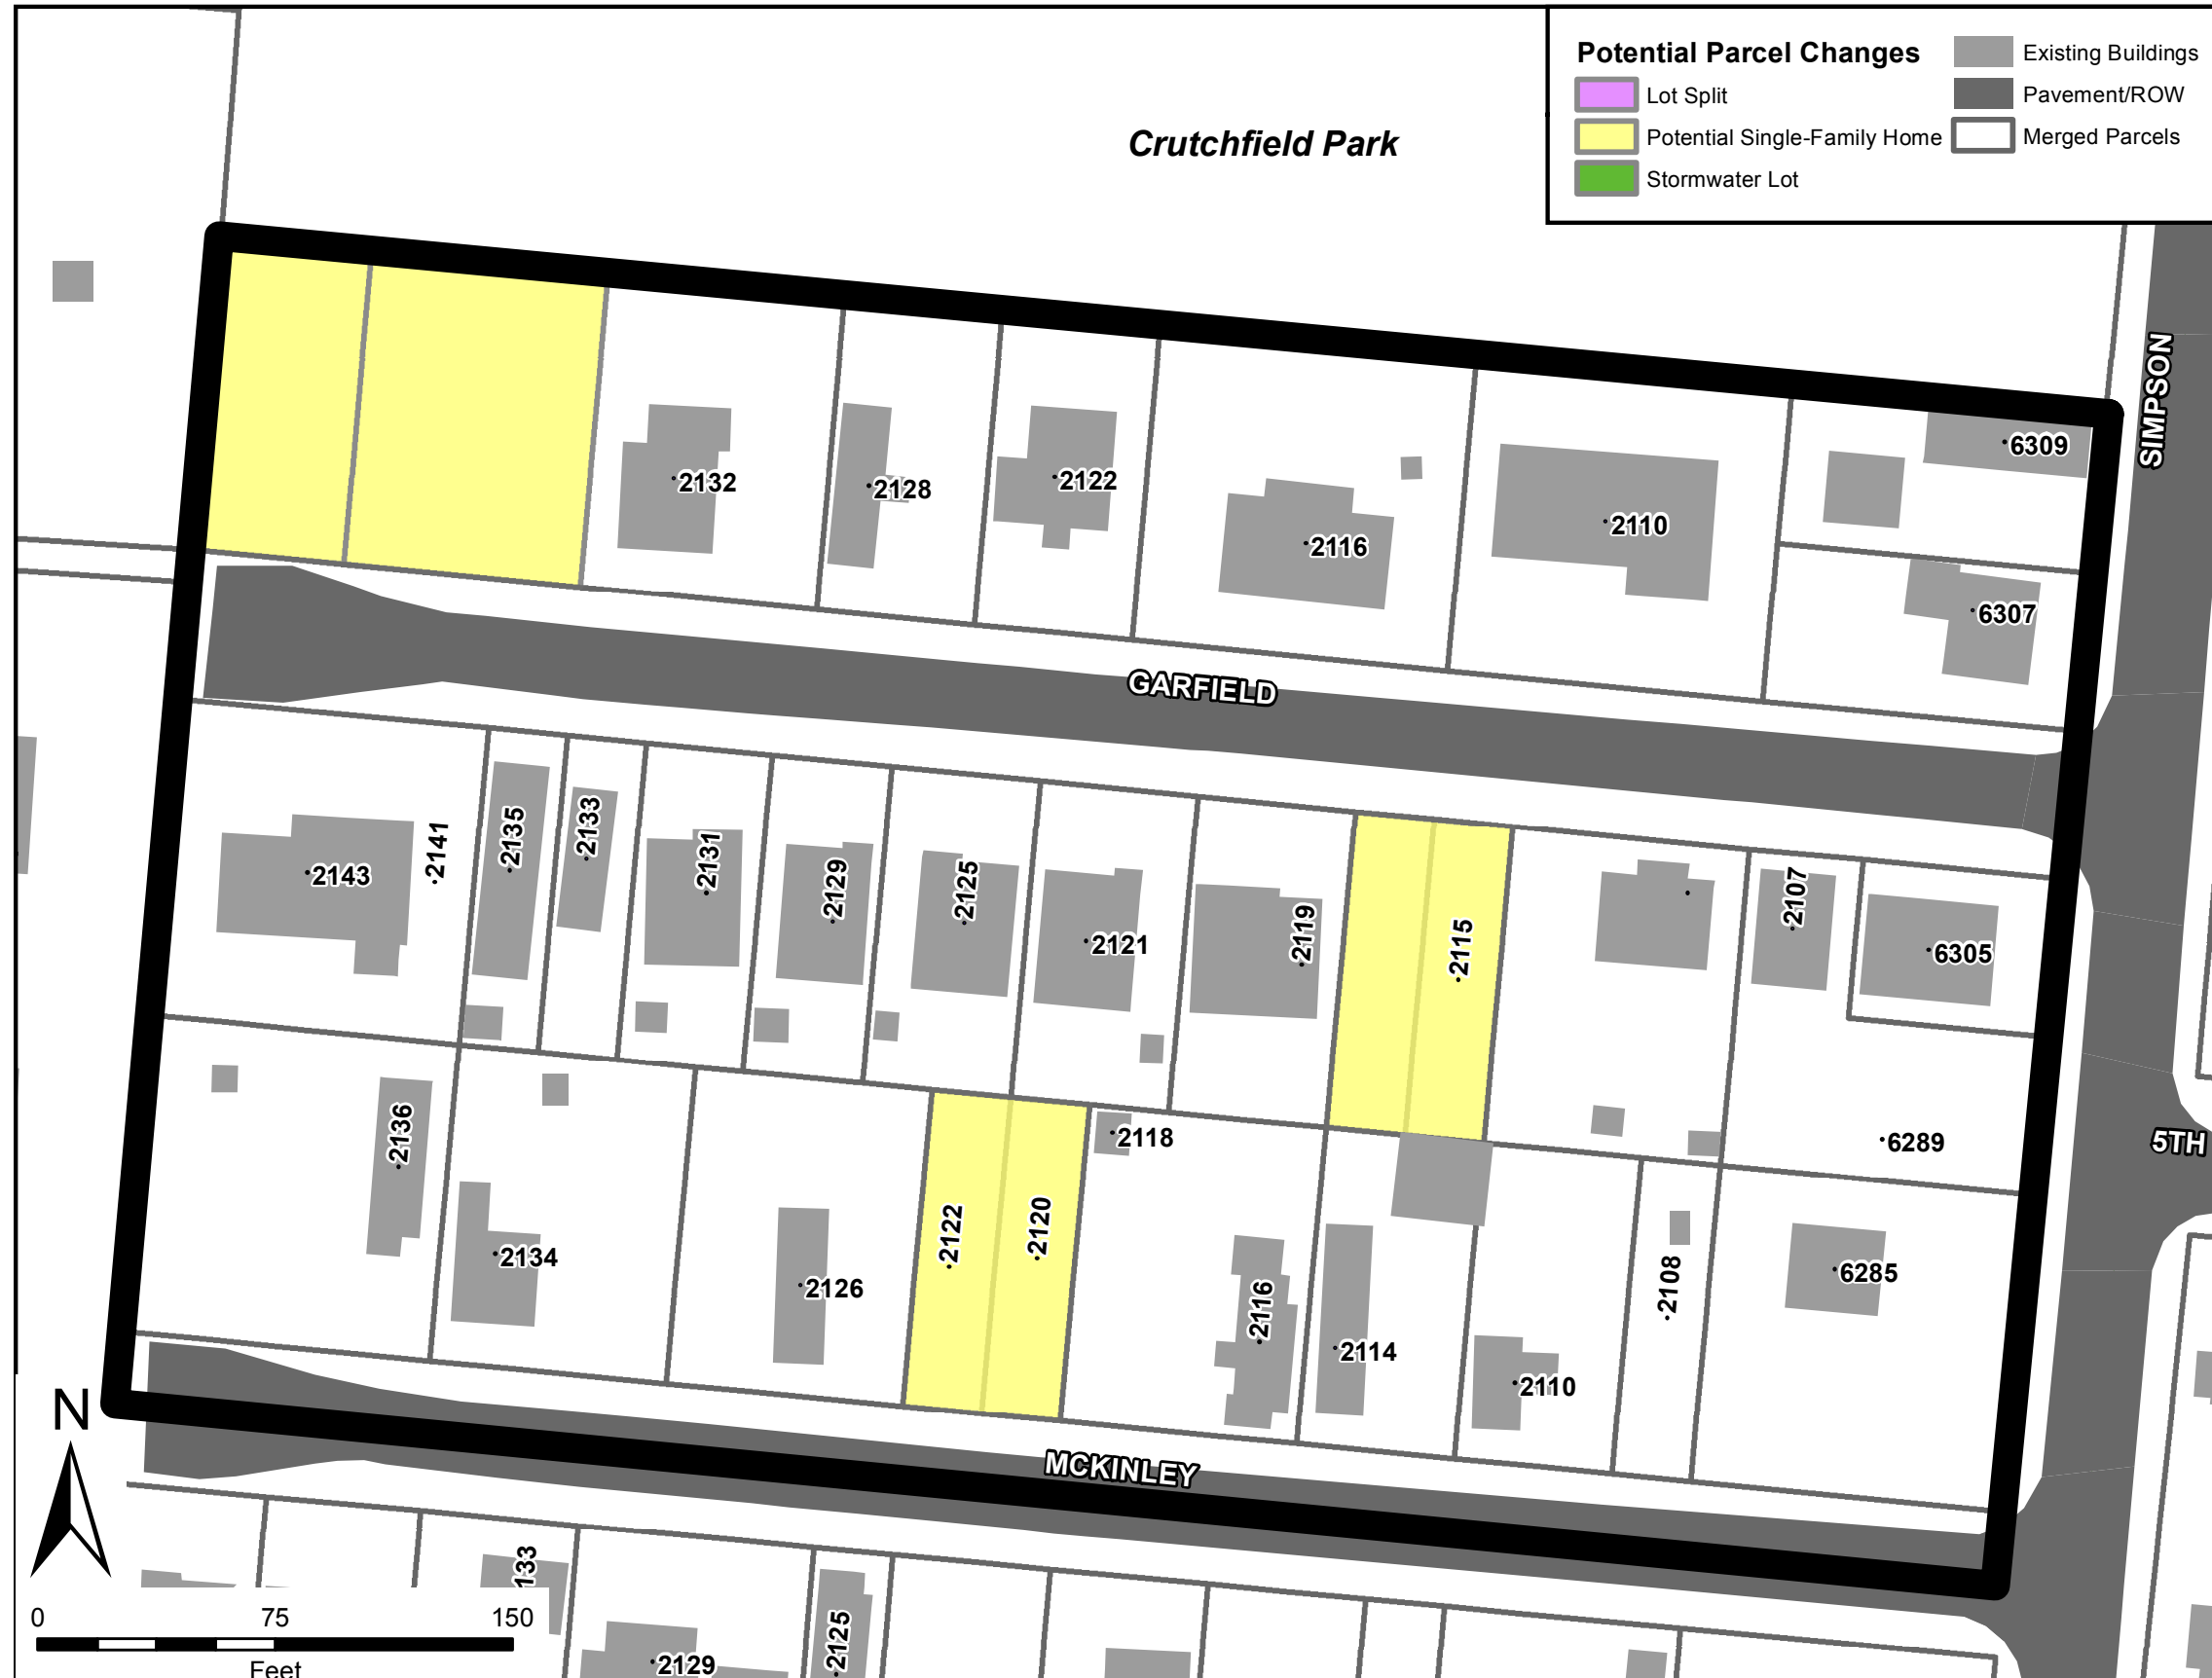 Potential Parcel Changes
Lot Split
Potential Single-Family Home
Stormwater Lot
Existing Buildings
Pavement/ROW
Merged Parcels
Crutchfield Park
SIMPSON
6309
2132
2128
2122
2116
2110
6307
GARFIELD
2143
2141
2135
2133
2131
2129
2125
2121
2119
2115
2107
6305
2136
2134
2126
2122
2120
2118
2116
2114
2110
2108
6289
6285
5TH
MCKINLEY
N
133
2129
2125
0 75 150
Feet